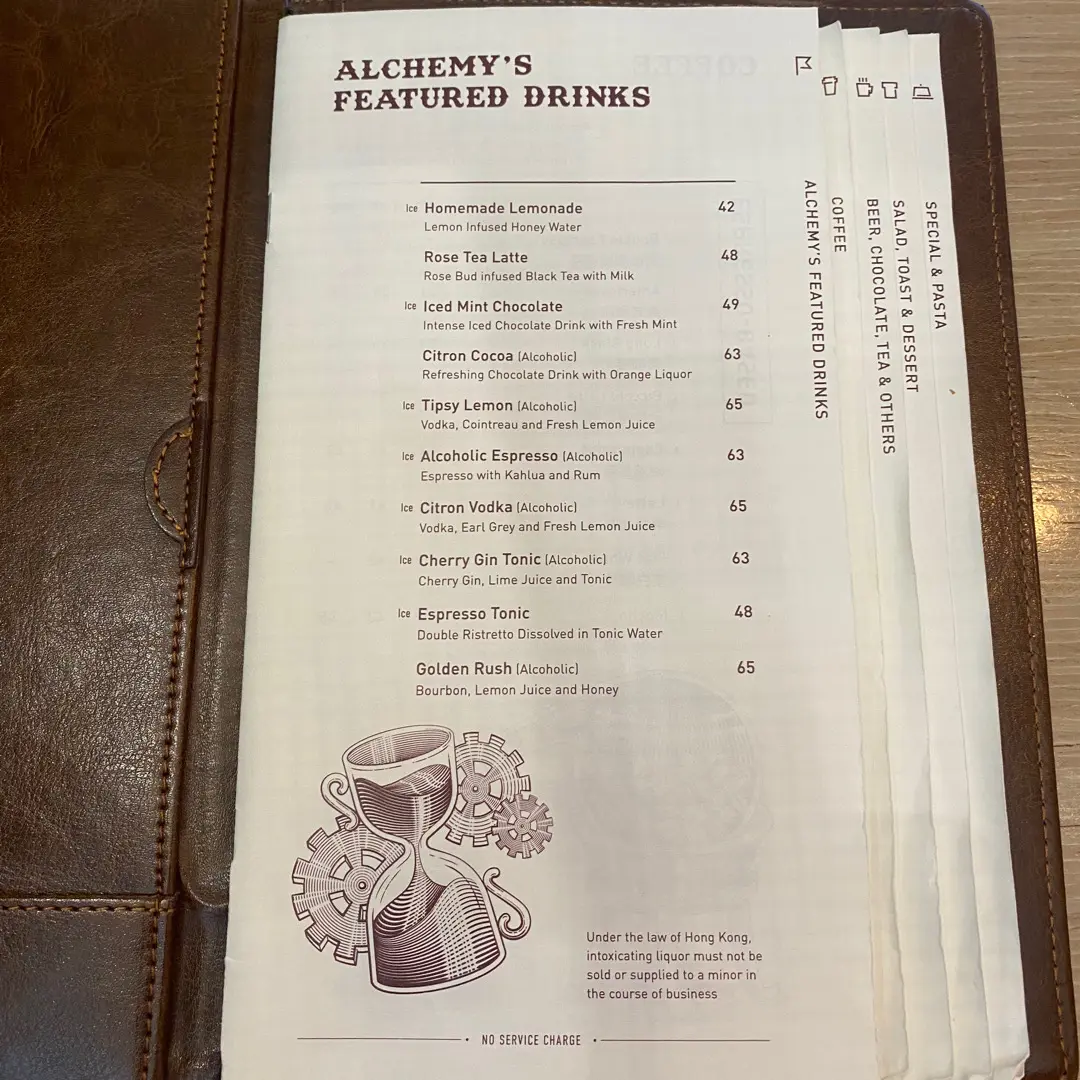 ALCHEMY'S
FEATURED DRINKS
Ice Homemade Lemonade 42
Lemon Infused Honey Water
Rose Tea Latte 48
Rose Bud infused Black Tea with Milk
Ice Iced Mint Chocolate 49
Intense Iced Chocolate Drink with Fresh Mint
Citron Cocoa (Alcoholic) 63
Refreshing Chocolate Drink with Orange Liquor
Ice Tipsy Lemon (Alcoholic) 65
Vodka, Cointreau and Fresh Lemon Juice
Ice Alcoholic Espresso (Alcoholic) 63
Espresso with Kahlua and Rum
Ice Citron Vodka (Alcoholic) 65
Vodka, Earl Grey and Fresh Lemon Juice
Ice Cherry Gin Tonic (Alcoholic) 63
Cherry Gin, Lime Juice and Tonic
Ice Espresso Tonic 48
Double Ristretto Dissolved in Tonic Water
Golden Rush (Alcoholic) 65
Bourbon, Lemon Juice and Honey
Under the law of Hong Kong,
intoxicating liquor must not be
sold or supplied to a minor in
the course of business
• NO SERVICE CHARGE •
ALCHEMY'S FEATURED DRINKS
COFFEE
BEER, CHOCOLATE, TEA & OTHERS
SALAD, TOAST & DESSERT
SPECIAL & PASTA